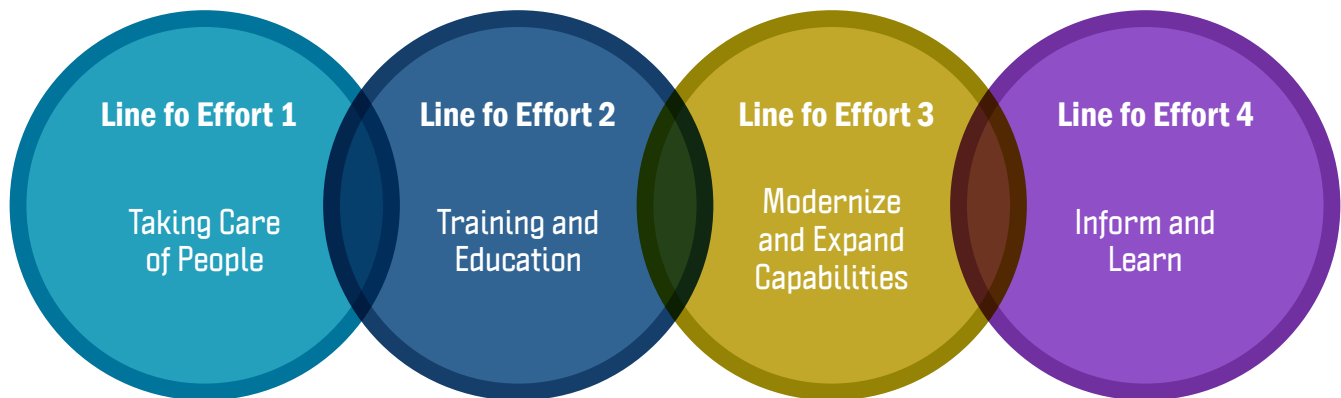 Line fo Effort 1
Taking Care
of People
Line fo Effort 2
Training and
Education
Line fo Effort 3
Modernize
and Expand
Capabilities
Line fo Effort 4
Inform and
Learn